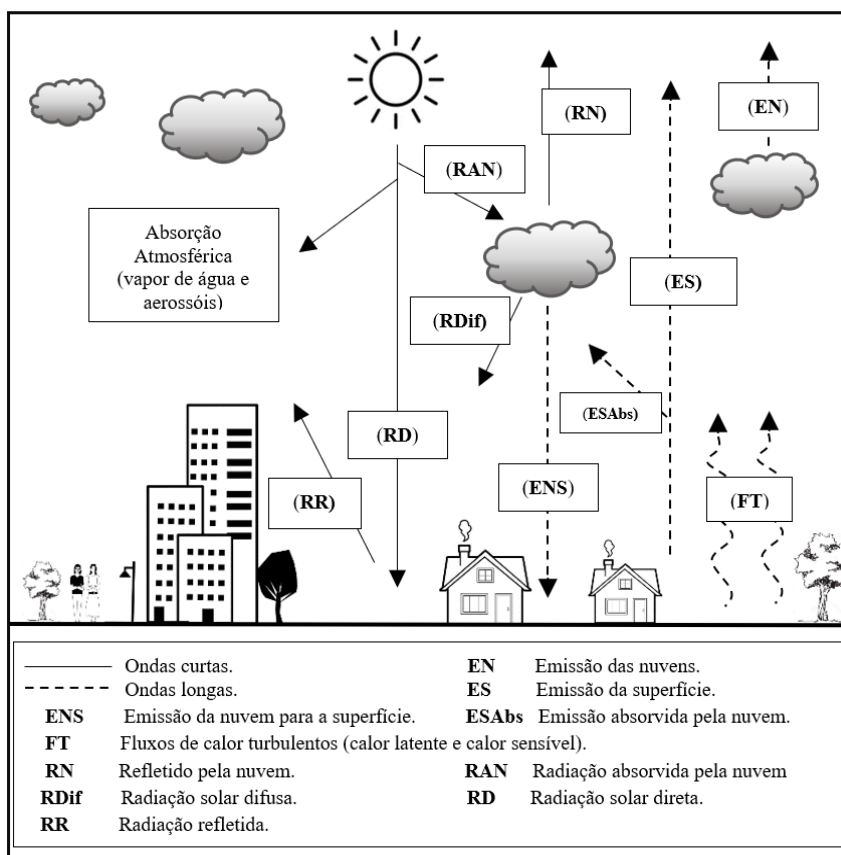 (RAN)
(RN)
(EN)
Absorção
Atmosférica
(vapor de água e
aerossóis)
(RDif)
(ES)
(ESAbs)
(RD)
(RR)
(ENS)
(FT)
Ondas curtas.
EN Emissão das nuvens.
Ondas longas.
ES Emissão da superfície.
ENS Emissão da nuvem para a superfície.
ESAbs Emissão absorvida pela nuvem.
FT Fluxos de calor turbulentos (calor latente e calor sensível).
RN Refletido pela nuvem.
RAN Radiação absorvida pela nuvem
RDif Radiação solar difusa.
RD Radiação solar direta.
RR Radiação refletida.